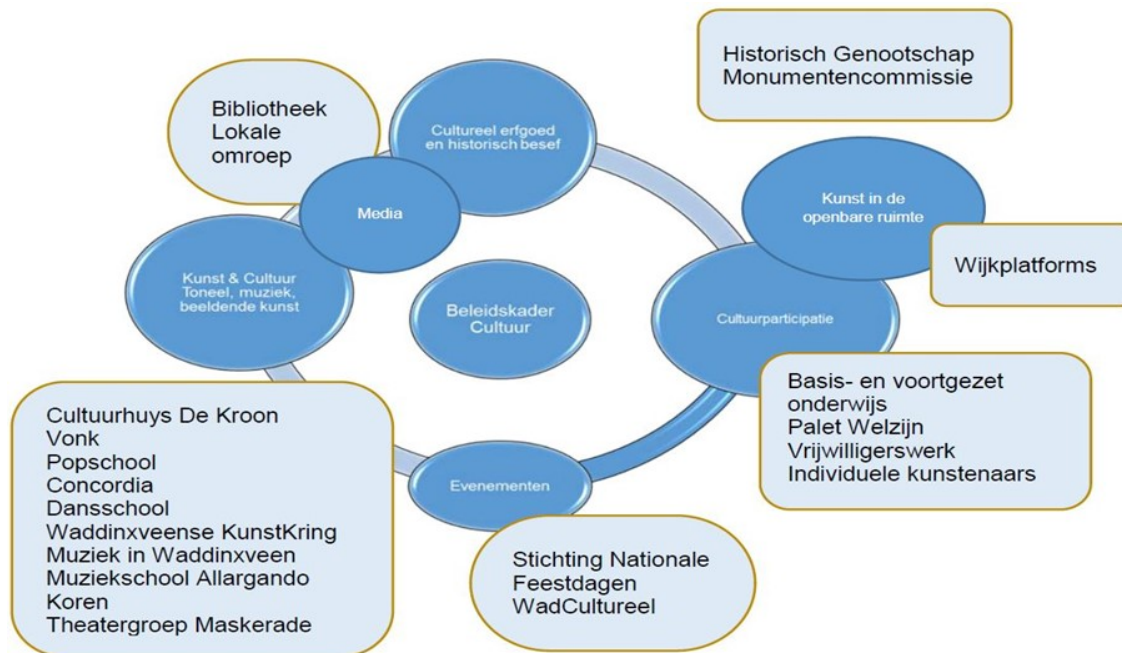 Historisch Genootschap
Monumentencommissie
Bibliotheek
Lokale
omroep
Cultureel erfgoed
en historisch besef
Media
Kunst in de
openbare ruimte
Wijkplatforms
Kunst & Cultuur
Toneel, muziek,
beeldende kunst
Beleidskader
Cultuur
Cultuurparticipatie
Basis- en voortgezet
onderwijs
Palet Welzijn
Vrijwilligerswerk
Individuele kunstenaars
Cultuurhuys De Kroon
Vonk
Popschool
Concordia
Dansschool
Waddinxveense KunstKring
Muziek in Waddinxveen
Muziekschool Allargando
Koren
Theatergroep Maskerade
Evenementen
Stichting Nationale
Feestdagen
WadCultureel